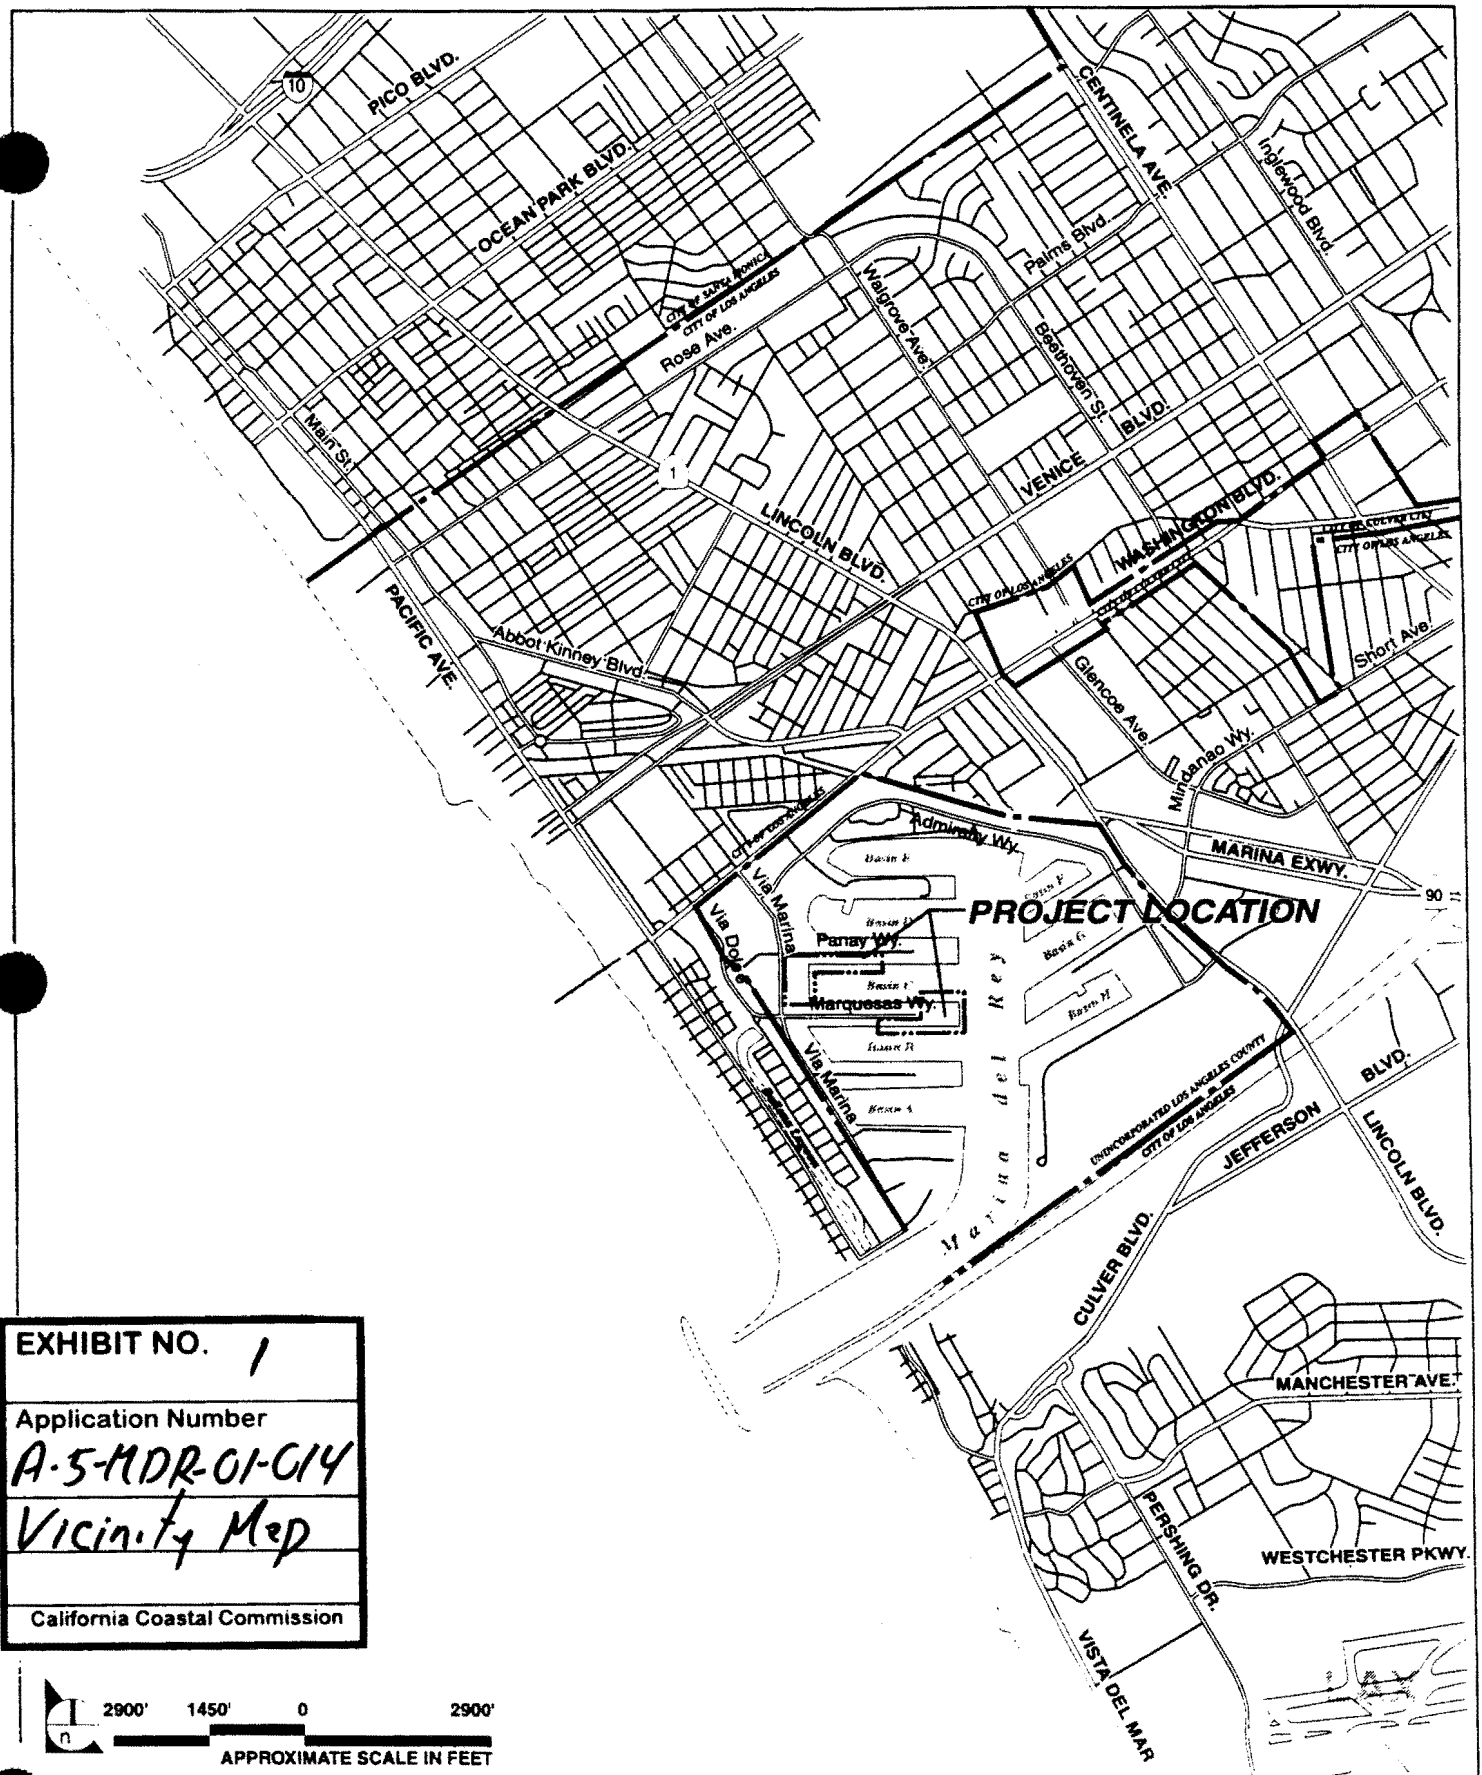 10
PICO BLVD.
OCEAN PARK BLVD.
CENTINELA AVE.
Inglewood Blvd.
Palms Blvd.
CITY OF SANTA MONICA
CITY OF LOS ANGELES
Rose Ave.
Walgrove Ave.
Beethoven St.
Main St.
1
VENICE BLVD.
LINCOLN BLVD.
WASHINGTON BLVD.
CITY OF CULVER CITY
CITY OF LOS ANGELES
CITY OF LOS ANGELES
CITY OF CULVER CITY
PACIFIC AVE.
Abbot Kinney Blvd.
Short Ave.
Glencoe Ave.
Mindanao Wy.
CITY OF LOS ANGELES
Admiralty Wy.
MARINA EXWY.
90
Basin E
Basin F
Via Marina
PROJECT LOCATION
Via Dolce
Basin D
Panay Wy.
Basin G
Basin C
Marquesas Wy.
Basin H
Basin B
Via Marina
Basin A
Ballona Lagoon
Marina del Rey
UNINCORPORATED LOS ANGELES COUNTY
CITY OF LOS ANGELES
JEFFERSON BLVD.
LINCOLN BLVD.
CULVER BLVD.
MANCHESTER AVE.
PERSHING DR.
WESTCHESTER PKWY.
VISTA DEL MAR
LAX
EXHIBIT NO. 1
Application Number
A-5-MDR-01-014
Vicinity Map
California Coastal Commission
n
2900' 1450' 0 2900'
APPROXIMATE SCALE IN FEET